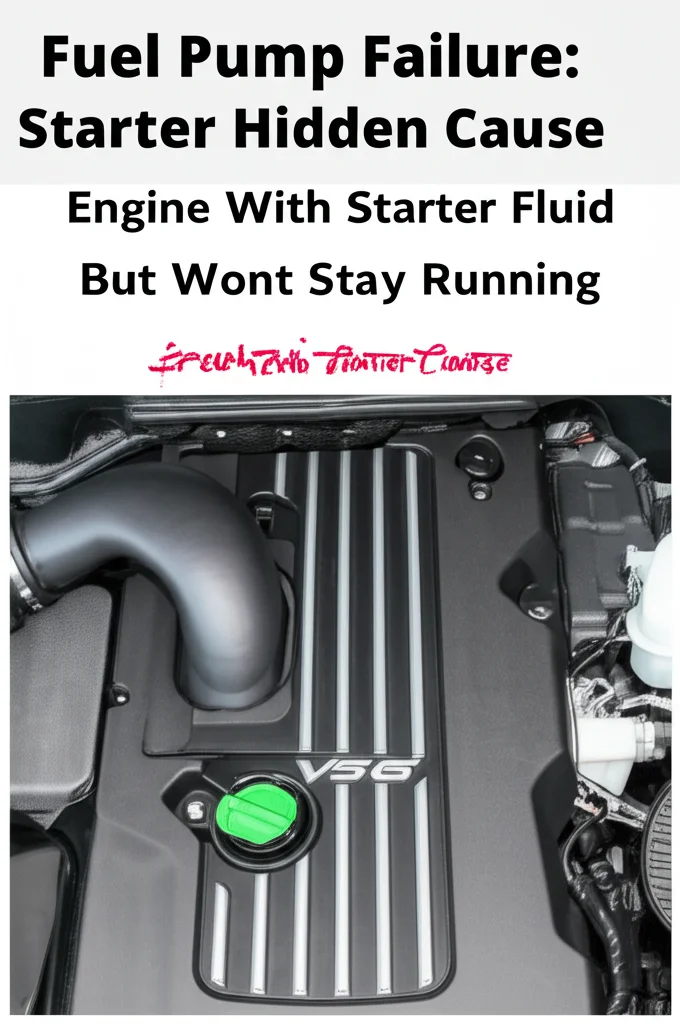 Fuel Pump Failure:
Starter Hidden Cause
Engine With Starter Fluid
But Wont Stay Running
V56